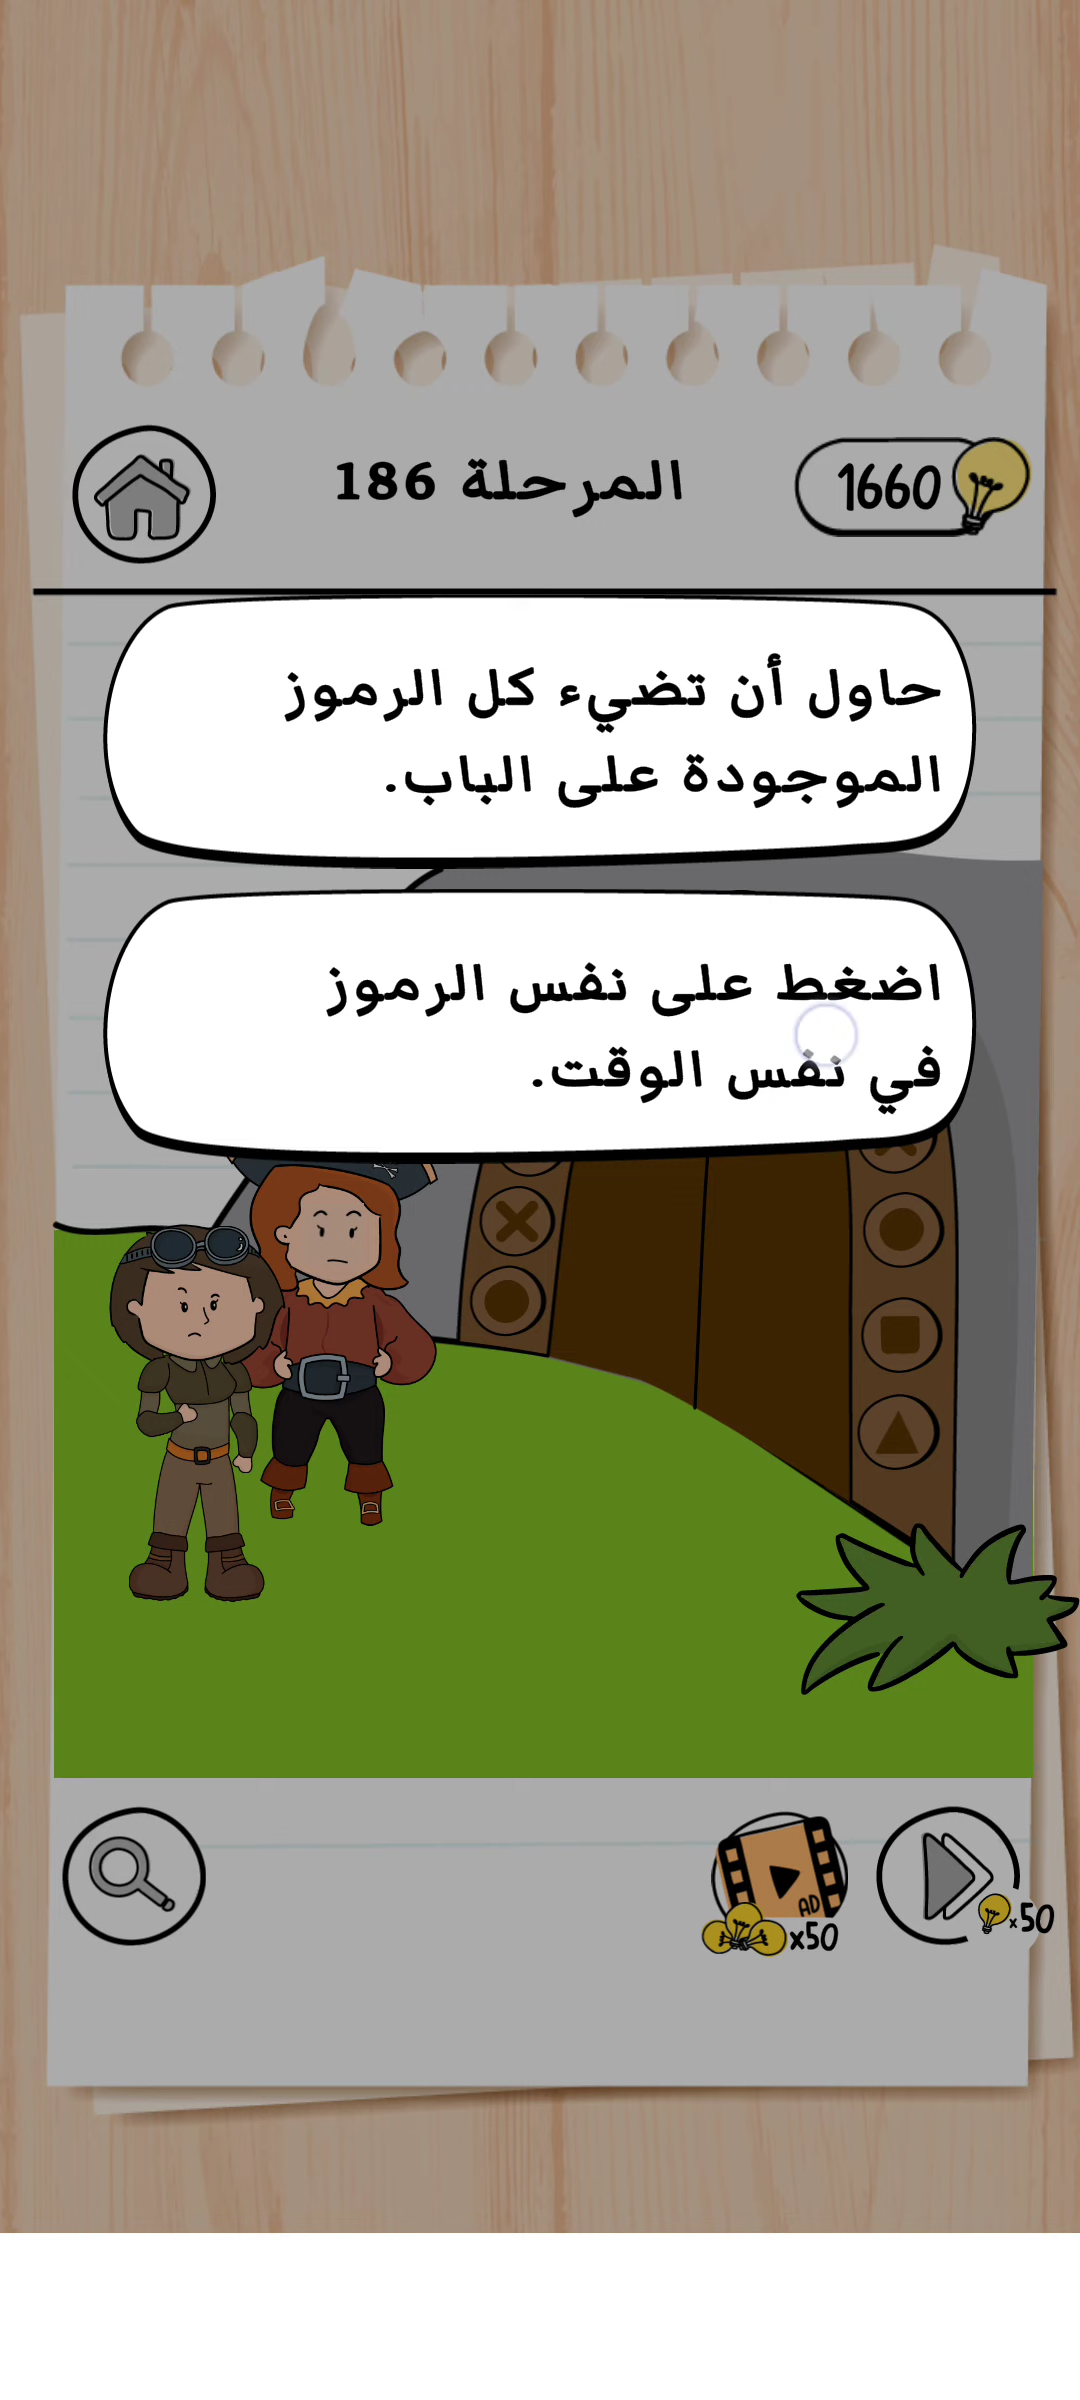 المرحلة 186
1660
حاول أن تضيء كل الرموز
الموجودة على الباب.
اضغط على نفس الرموز
في نفس الوقت.
AD
x50
x50